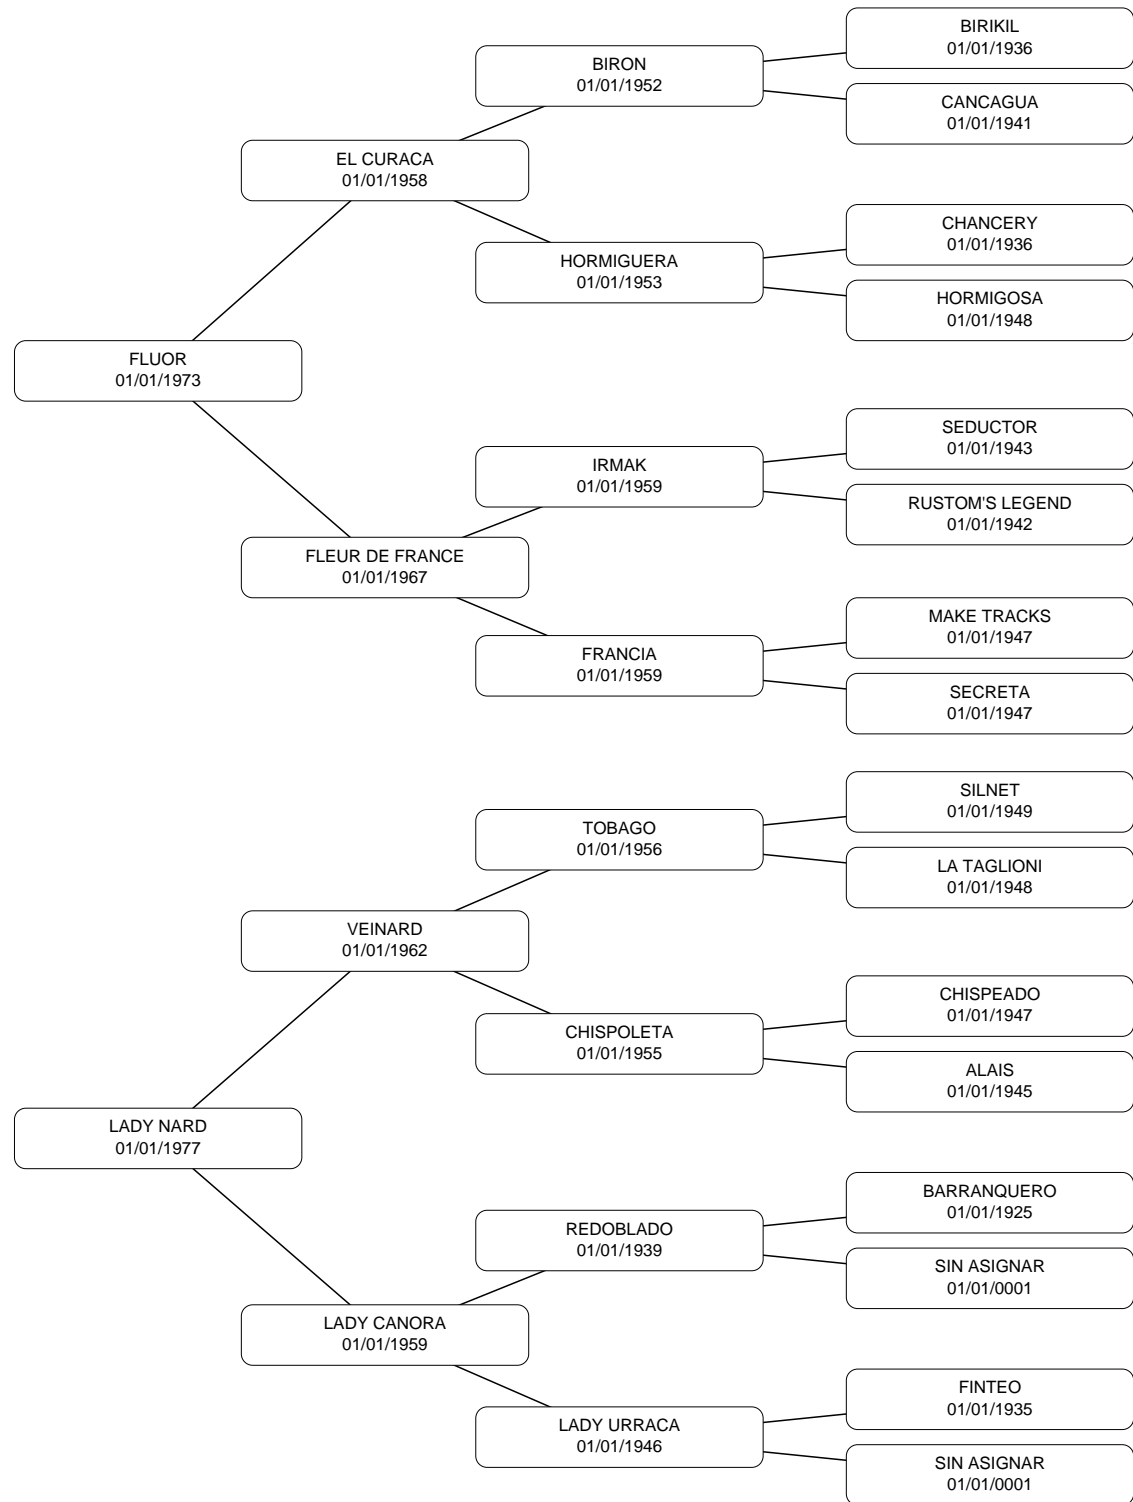 BIRIKIL
01/01/1936
BIRON
01/01/1952
CANCAGUA
01/01/1941
EL CURACA
01/01/1958
CHANCERY
01/01/1936
HORMIGUERA
01/01/1953
HORMIGOSA
01/01/1948
FLUOR
01/01/1973
SEDUCTOR
01/01/1943
IRMAK
01/01/1959
RUSTOM'S LEGEND
01/01/1942
FLEUR DE FRANCE
01/01/1967
MAKE TRACKS
01/01/1947
FRANCIA
01/01/1959
SECRETA
01/01/1947
SILNET
01/01/1949
TOBAGO
01/01/1956
LA TAGLIONI
01/01/1948
VEINARD
01/01/1962
CHISPEADO
01/01/1947
CHISPOLETA
01/01/1955
ALAIS
01/01/1945
LADY NARD
01/01/1977
BARRANQUERO
01/01/1925
REDOBLADO
01/01/1939
SIN ASIGNAR
01/01/0001
LADY CANORA
01/01/1959
FINTEO
01/01/1935
LADY URRACA
01/01/1946
SIN ASIGNAR
01/01/0001